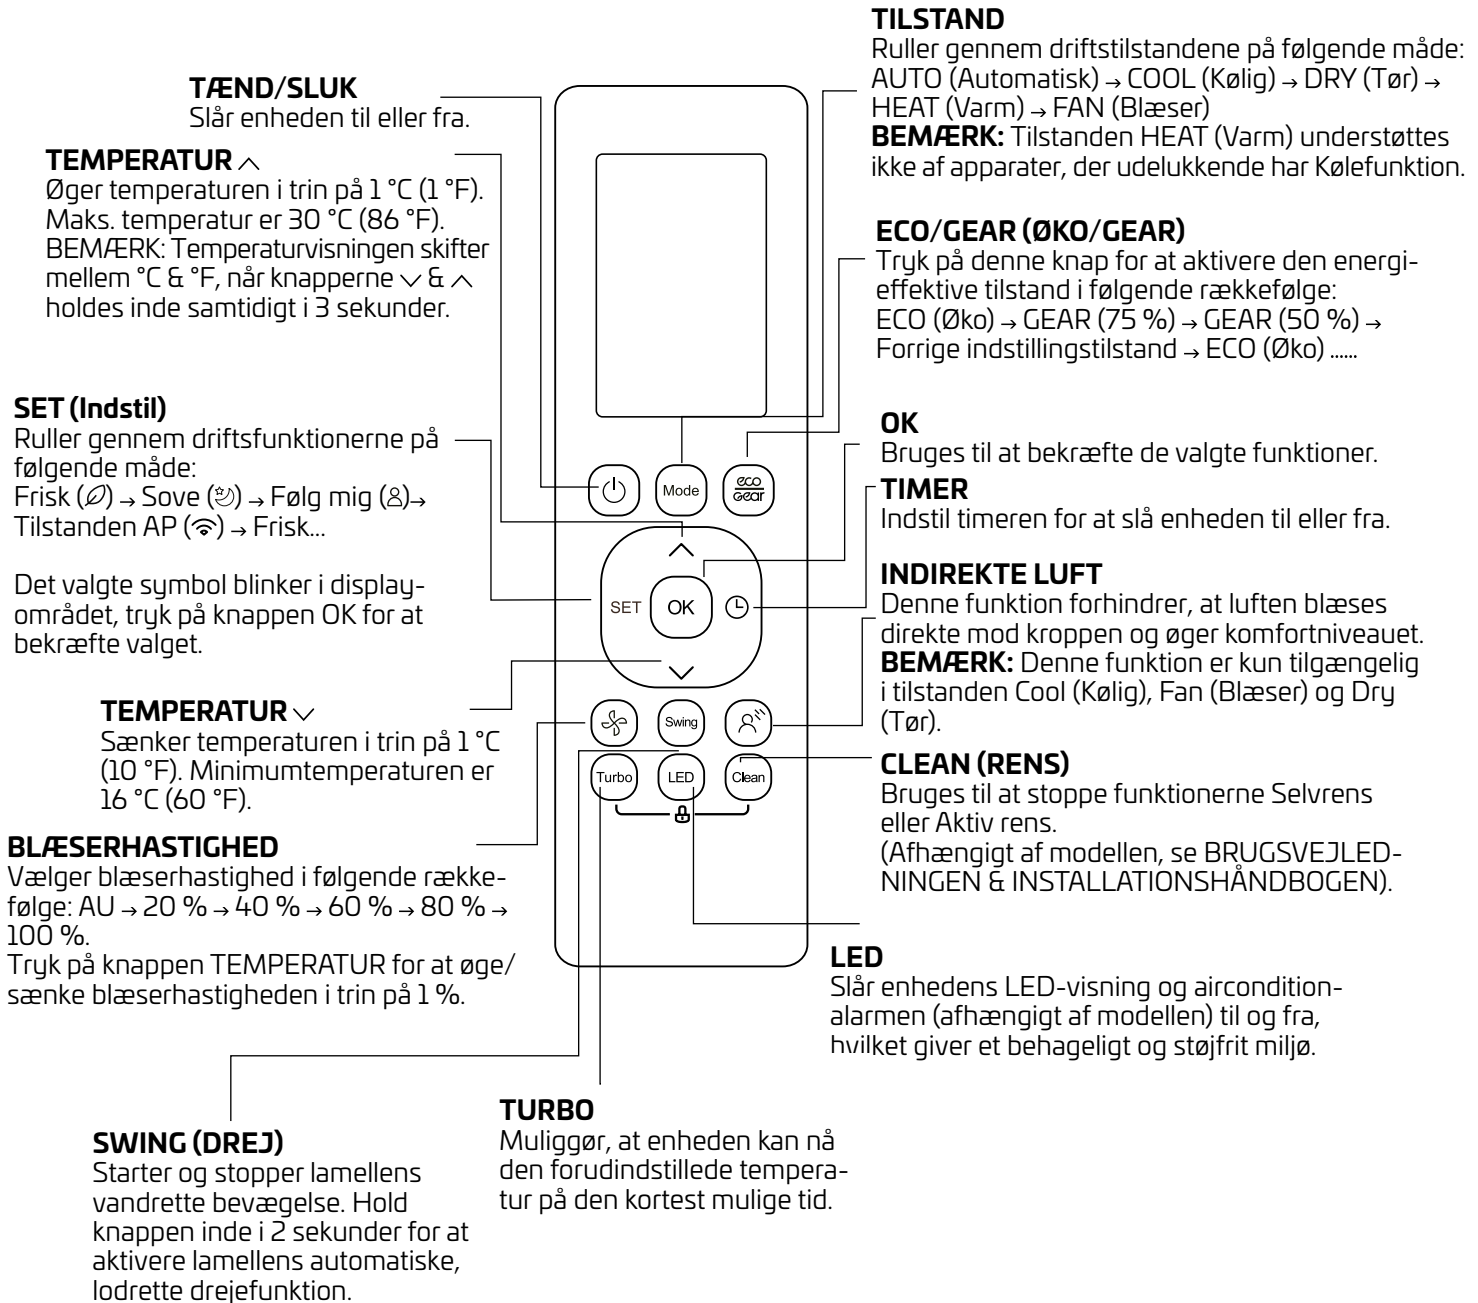 TÆND/SLUK
Slår enheden til eller fra.
TEMPERATUR ︿
Øger temperaturen i trin på 1 °C (1 °F).
Maks. temperatur er 30 °C (86 °F).
BEMÆRK: Temperaturvisningen skifter
mellem °C & °F, når knapperne ﹀ & ︿
holdes inde samtidigt i 3 sekunder.
SET (Indstil)
Ruller gennem driftsfunktionerne på
følgende måde:
Frisk () → Sove () → Følg mig ()→
Tilstanden AP () → Frisk...
Det valgte symbol blinker i display-
området, tryk på knappen OK for at
bekræfte valget.
TEMPERATUR ﹀
Sænker temperaturen i trin på 1 °C
(10 °F). Minimumtemperaturen er
16 °C (60 °F).
BLÆSERHASTIGHED
Vælger blæserhastighed i følgende række-
følge: AU → 20 % → 40 % → 60 % → 80 % →
100 %.
Tryk på knappen TEMPERATUR for at øge/
sænke blæserhastigheden i trin på 1 %.
SWING (DREJ)
Starter og stopper lamellens
vandrette bevægelse. Hold
knappen inde i 2 sekunder for at
aktivere lamellens automatiske,
lodrette drejefunktion.
TURBO
Muliggør, at enheden kan nå
den forudindstillede tempera-
tur på den kortest mulige tid.
Mode
eco
Gear
SET
OK
Swing
Turbo
LED
Clean
TILSTAND
Ruller gennem driftstilstandene på følgende måde:
AUTO (Automatisk) → COOL (Kølig) → DRY (Tør) →
HEAT (Varm) → FAN (Blæser)
BEMÆRK: Tilstanden HEAT (Varm) understøttes
ikke af apparater, der udelukkende har Kølefunktion.
ECO/GEAR (ØKO/GEAR)
Tryk på denne knap for at aktivere den energi-
effektive tilstand i følgende rækkefølge:
ECO (Øko) → GEAR (75 %) → GEAR (50 %) →
Forrige indstillingstilstand → ECO (Øko) ......
OK
Bruges til at bekræfte de valgte funktioner.
TIMER
Indstil timeren for at slå enheden til eller fra.
INDIREKTE LUFT
Denne funktion forhindrer, at luften blæses
direkte mod kroppen og øger komfortniveauet.
BEMÆRK: Denne funktion er kun tilgængelig
i tilstanden Cool (Kølig), Fan (Blæser) og Dry
(Tør).
CLEAN (RENS)
Bruges til at stoppe funktionerne Selvrens
eller Aktiv rens.
(Afhængigt af modellen, se BRUGSVEJLED-
NINGEN & INSTALLATIONSHÅNDBOGEN).
LED
Slår enhedens LED-visning og aircondition-
alarmen (afhængigt af modellen) til og fra,
hvilket giver et behageligt og støjfrit miljø.